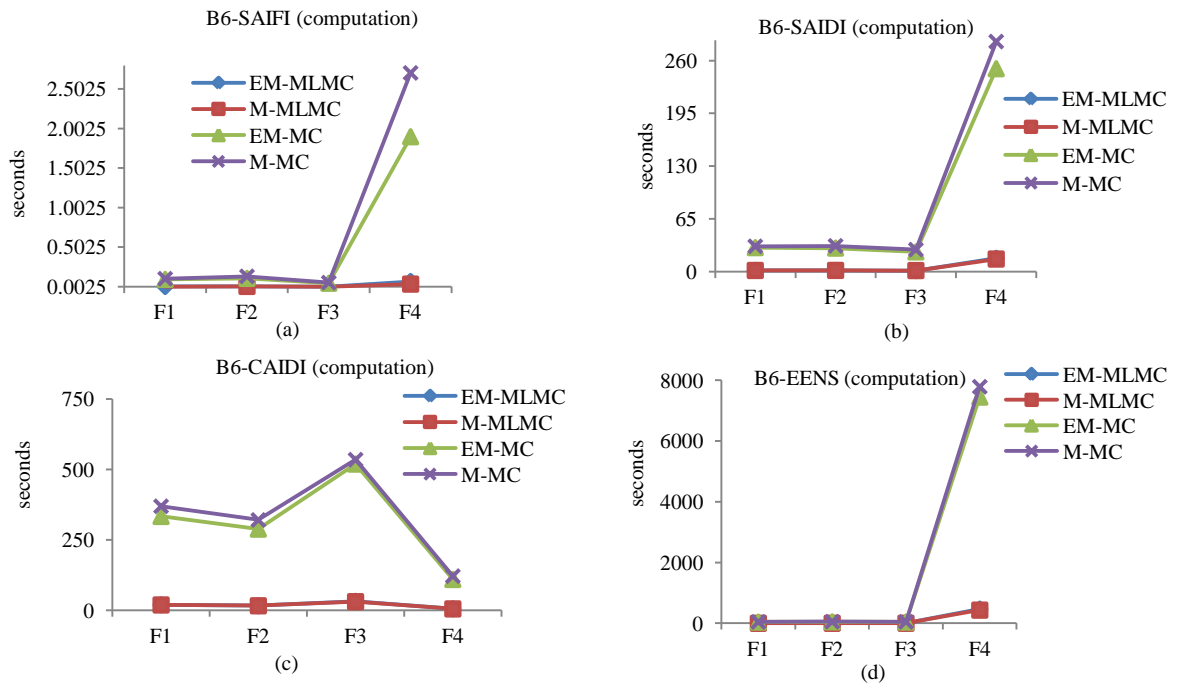 B6-SAIFI (computation)
2.5025
2.0025
1.5025
1.0025
0.5025
0.0025
seconds
EM-MLMC
M-MLMC
EM-MC
M-MC
F1 F2 F3 F4
(a)
B6-SAIDI (computation)
260
195
130
65
0
seconds
EM-MLMC
M-MLMC
EM-MC
M-MC
F1 F2 F3 F4
(b)
B6-CAIDI (computation)
750
500
250
0
seconds
EM-MLMC
M-MLMC
EM-MC
M-MC
F1 F2 F3 F4
(c)
B6-EENS (computation)
8000
6000
4000
2000
0
seconds
EM-MLMC
M-MLMC
EM-MC
M-MC
F1 F2 F3 F4
(d)